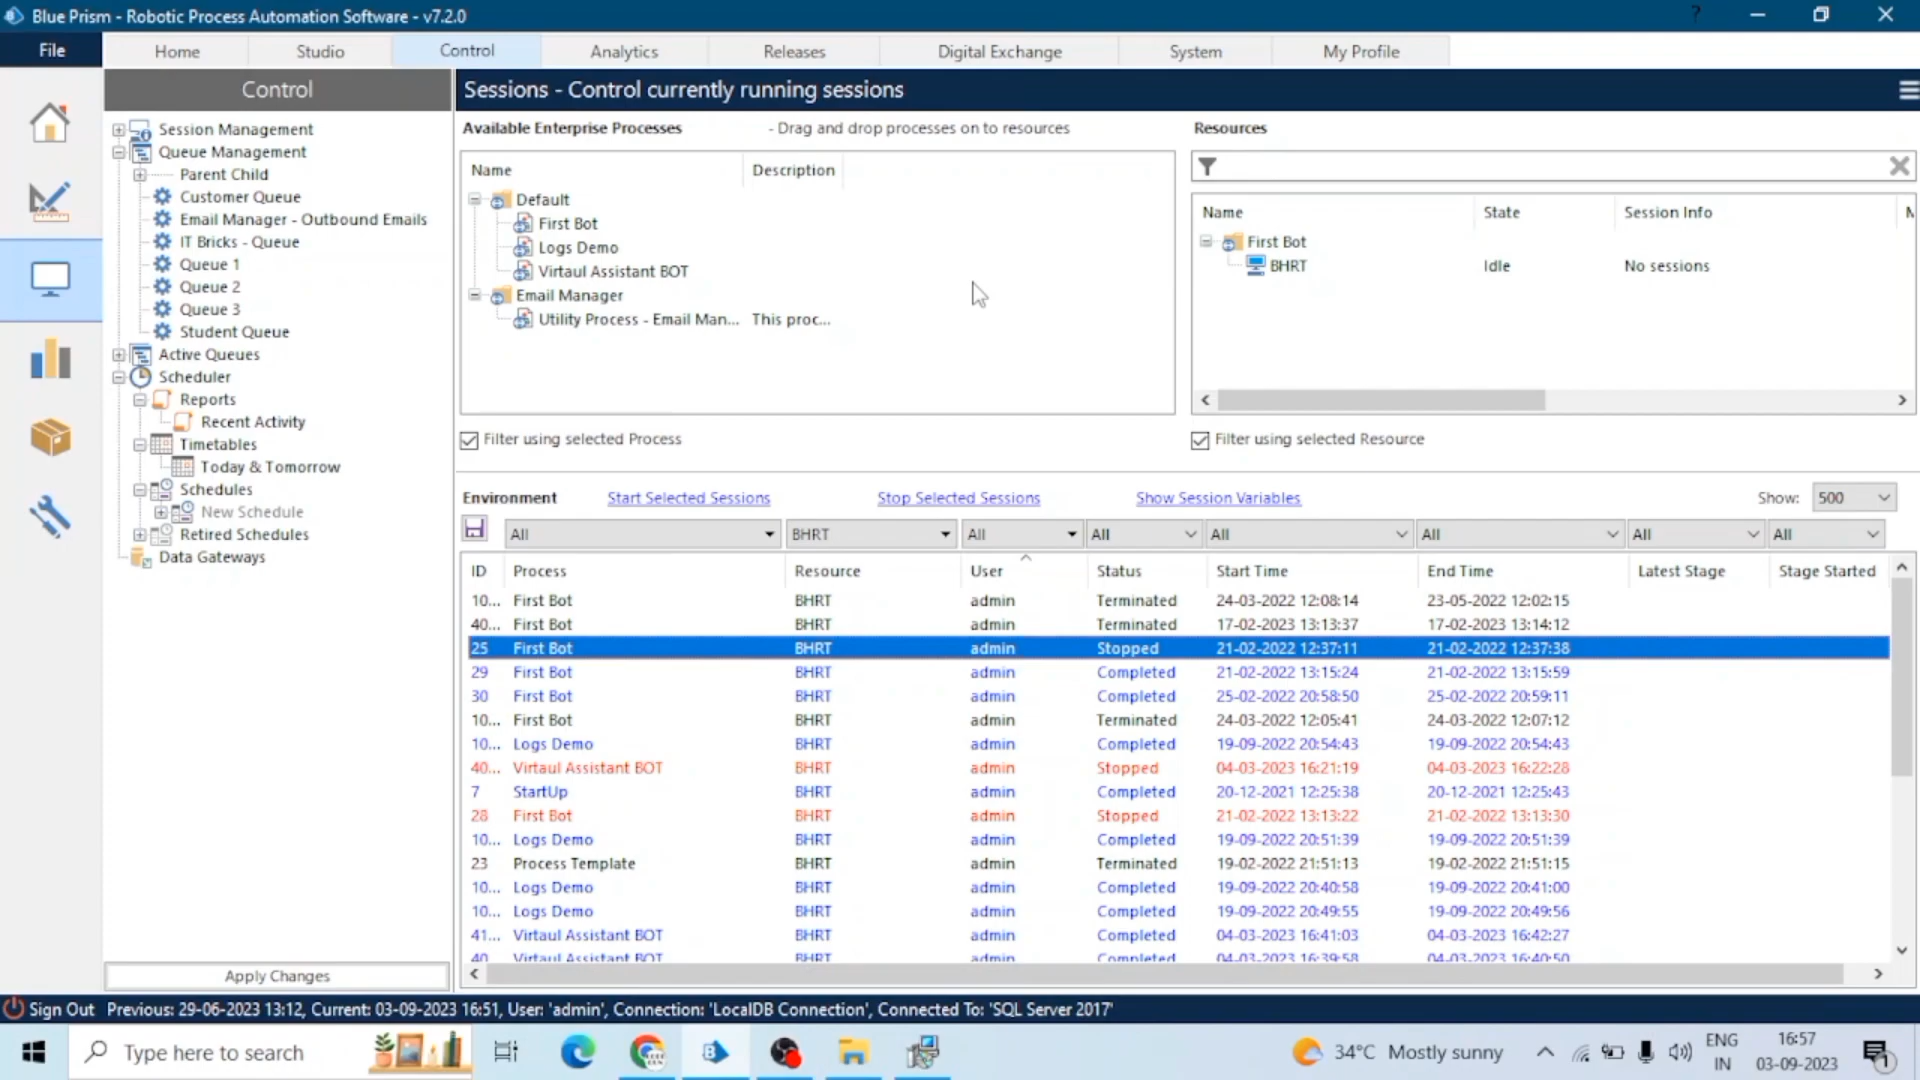 Blue Prism - Robotic Process Automation Software - v7.2.0
?
File Home Studio Control Analytics Releases Digital Exchange System My Profile
Control
Session Management
Queue Management
Parent Child
Customer Queue
Email Manager - Outbound Emails
IT Bricks - Queue
Queue 1
Queue 2
Queue 3
Student Queue
Active Queues
Scheduler
Reports
Recent Activity
Timetables
Today & Tomorrow
Schedules
New Schedule
Retired Schedules
Data Gateways
Apply Changes
Sessions - Control currently running sessions
Available Enterprise Processes - Drag and drop processes on to resources
Name Description
Default
First Bot
Logs Demo
Virtaul Assistant BOT
Email Manager
Utility Process - Email Man... This proc...
Filter using selected Process
Resources
Name State Session Info
First Bot
BHRT Idle No sessions
Filter using selected Resource
Environment Start Selected Sessions Stop Selected Sessions Show Session Variables Show: 500
All BHRT All All All All All All
ID Process Resource User Status Start Time End Time Latest Stage Stage Started
10... First Bot BHRT admin Terminated 24-03-2022 12:08:14 23-05-2022 12:02:15
40... First Bot BHRT admin Terminated 17-02-2023 13:13:37 17-02-2023 13:14:12
25 First Bot BHRT admin Stopped 21-02-2022 12:37:11 21-02-2022 12:37:38
29 First Bot BHRT admin Completed 21-02-2022 13:15:24 21-02-2022 13:15:59
30 First Bot BHRT admin Completed 25-02-2022 20:58:50 25-02-2022 20:59:11
10... First Bot BHRT admin Terminated 24-03-2022 12:05:41 24-03-2022 12:07:12
10... Logs Demo BHRT admin Completed 19-09-2022 20:54:43 19-09-2022 20:54:43
40... Virtaul Assistant BOT BHRT admin Stopped 04-03-2023 16:21:19 04-03-2023 16:22:28
7 StartUp BHRT admin Completed 20-12-2021 12:25:38 20-12-2021 12:25:43
28 First Bot BHRT admin Stopped 21-02-2022 13:13:22 21-02-2022 13:13:30
10... Logs Demo BHRT admin Completed 19-09-2022 20:51:39 19-09-2022 20:51:39
23 Process Template BHRT admin Terminated 19-02-2022 21:51:13 19-02-2022 21:51:15
10... Logs Demo BHRT admin Completed 19-09-2022 20:40:58 19-09-2022 20:41:00
10... Logs Demo BHRT admin Completed 19-09-2022 20:49:55 19-09-2022 20:49:56
41... Virtaul Assistant BOT BHRT admin Completed 04-03-2023 16:41:03 04-03-2023 16:42:27
40 Virtaul Assistant BOT BHRT admin Completed 04-03-2023 16:39:58 04-03-2023 16:40:50
Sign Out Previous: 29-06-2023 13:12, Current: 03-09-2023 16:51, User: 'admin', Connection: 'LocalDB Connection', Connected To: 'SQL Server 2017'
Type here to search
34°C Mostly sunny
ENG
IN
16:57
03-09-2023
1